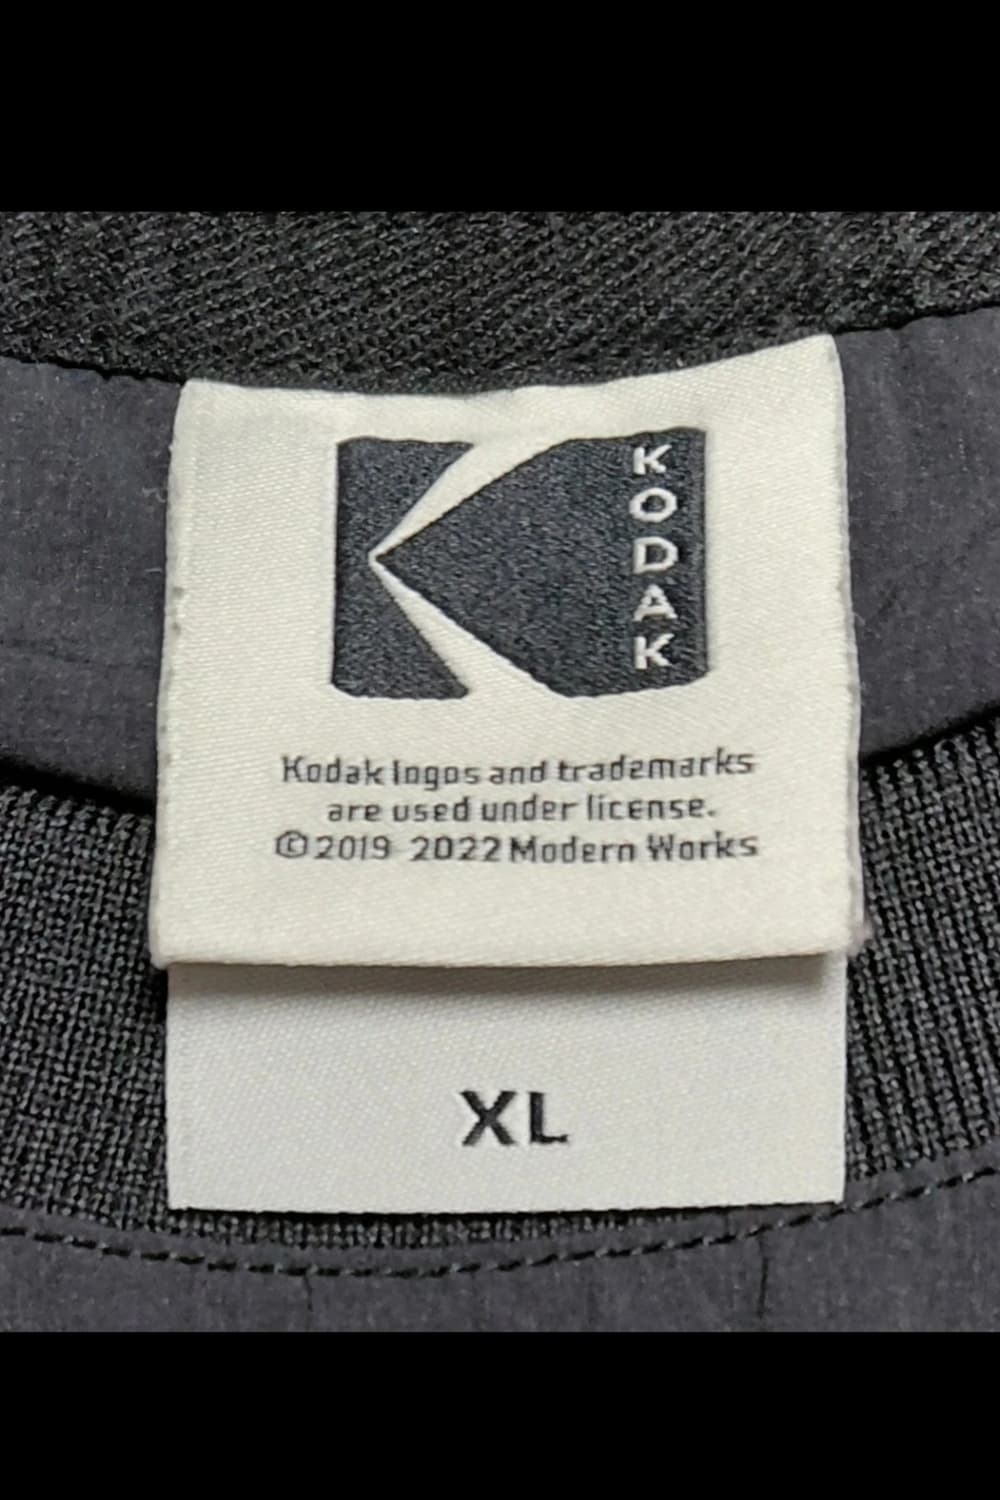 KODAK
Kodak logos and trademarks
are used under license.
©2019 2022 Modern Works
XL